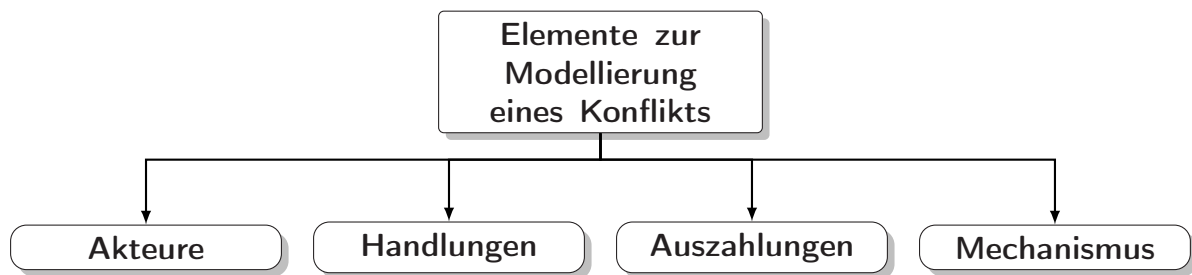 Elemente zur
Modellierung
eines Konflikts
Akteure
Handlungen
Auszahlungen
Mechanismus